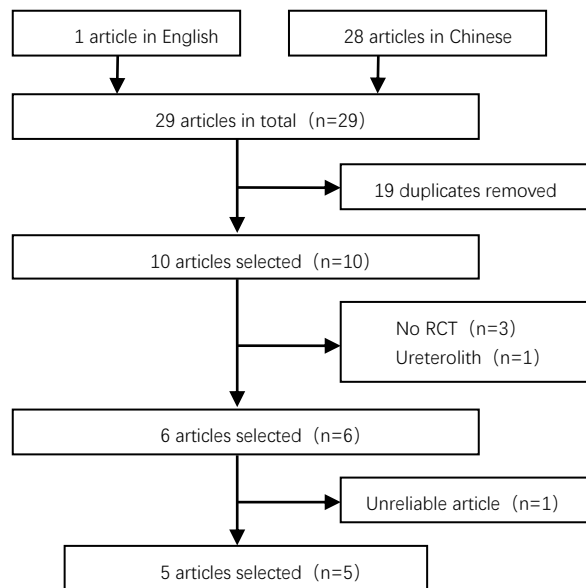 1 article in English
28 articles in Chinese
29 articles in total（n=29）
19 duplicates removed
10 articles selected（n=10）
No RCT（n=3）
Ureterolith（n=1）
6 articles selected（n=6）
Unreliable article（n=1）
5 articles selected（n=5）